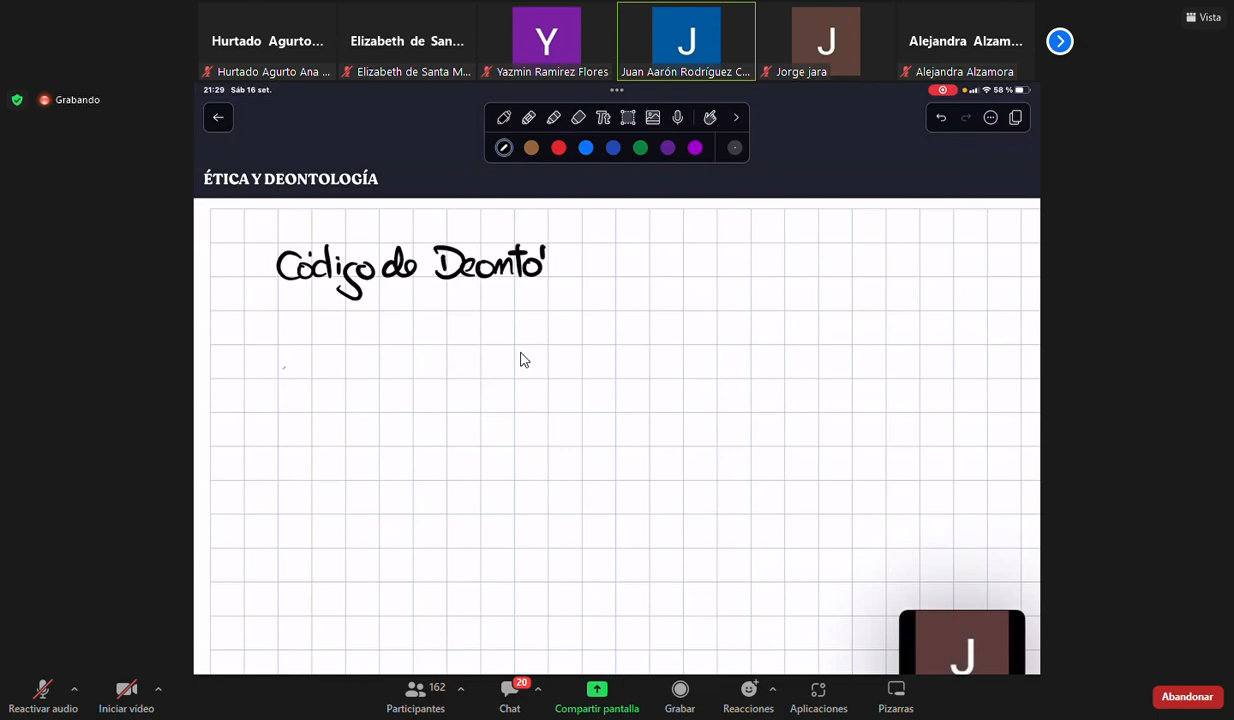 Hurtado Agurto... Elizabeth de San... Y J J Alejandra Alzam... Vista
Hurtado Agurto Ana ... Elizabeth de Santa M... Yazmin Ramirez Flores Juan Aarón Rodríguez C... Jorge jara Alejandra Alzamora
Grabando
21:29 Sáb 16 set. 58 %
ÉTICA Y DEONTOLOGÍA
Código de Deonto'
J
162 20
Reactivar audio Iniciar vídeo Participantes Chat Compartir pantalla Grabar Reacciones Aplicaciones Pizarras Abandonar